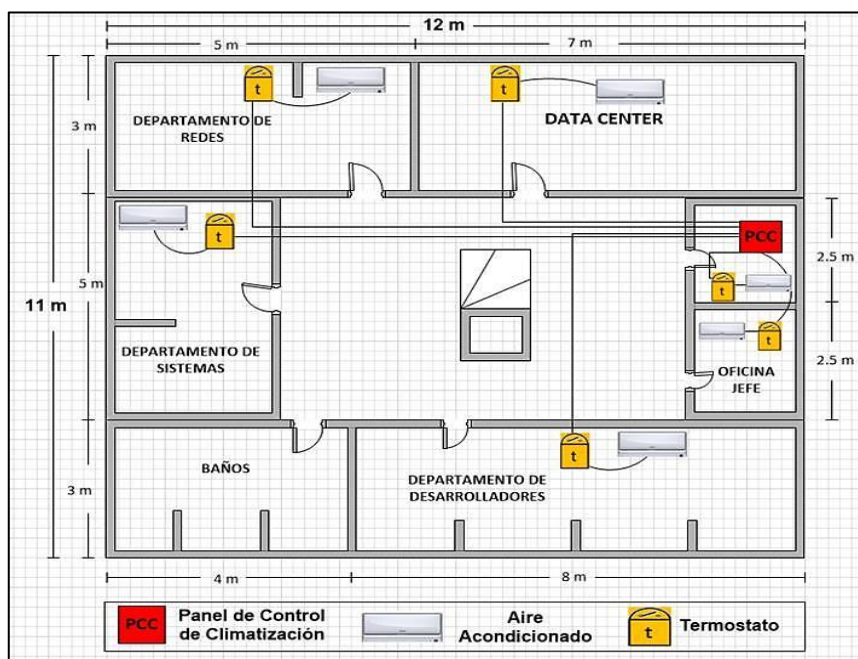 12 m
5 m
7 m
3 m
DEPARTAMENTO DE
REDES
t
t
DATA CENTER
11 m
5 m
t
DEPARTAMENTO DE
SISTEMAS
PCC
t
2.5 m
t
OFICINA
JEFE
2.5 m
3 m
BAÑOS
t
DEPARTAMENTO DE
DESARROLLADORES
4 m
8 m
PCC
Panel de Control
de Climatización
Aire
Acondicionado
t
Termostato